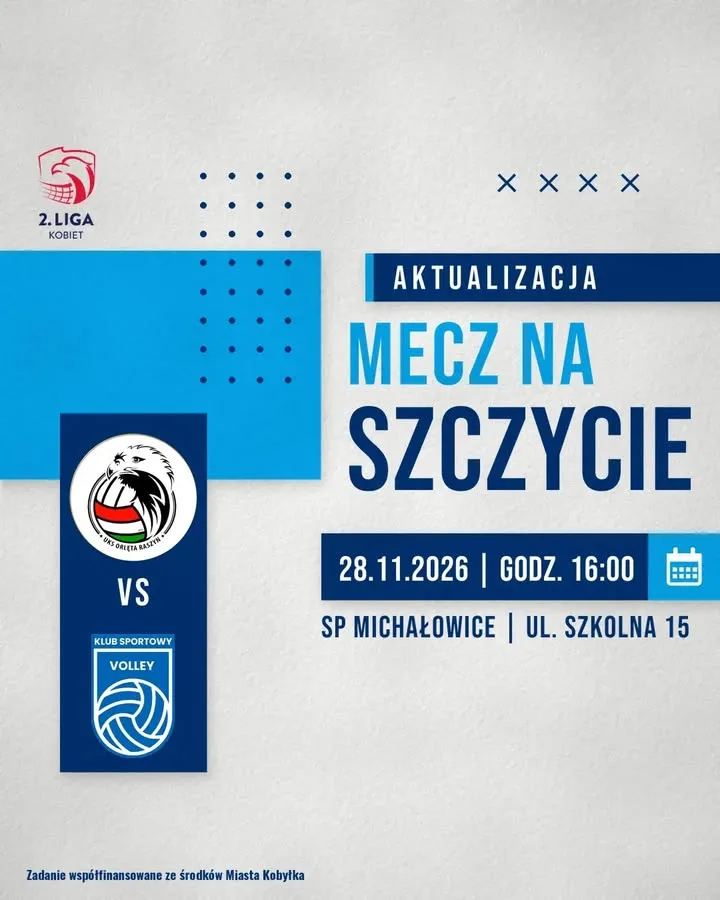 2. LIGA
KOBIET
AKTUALIZACJA
MECZ NA
SZCZYCIE
UKS ORLĘTA RASZYN
VS
KLUB SPORTOWY
VOLLEY
28.11.2026 | GODZ. 16:00
SP MICHAŁOWICE | UL. SZKOLNA 15
Zadanie współfinansowane ze środków Miasta Kobyłka